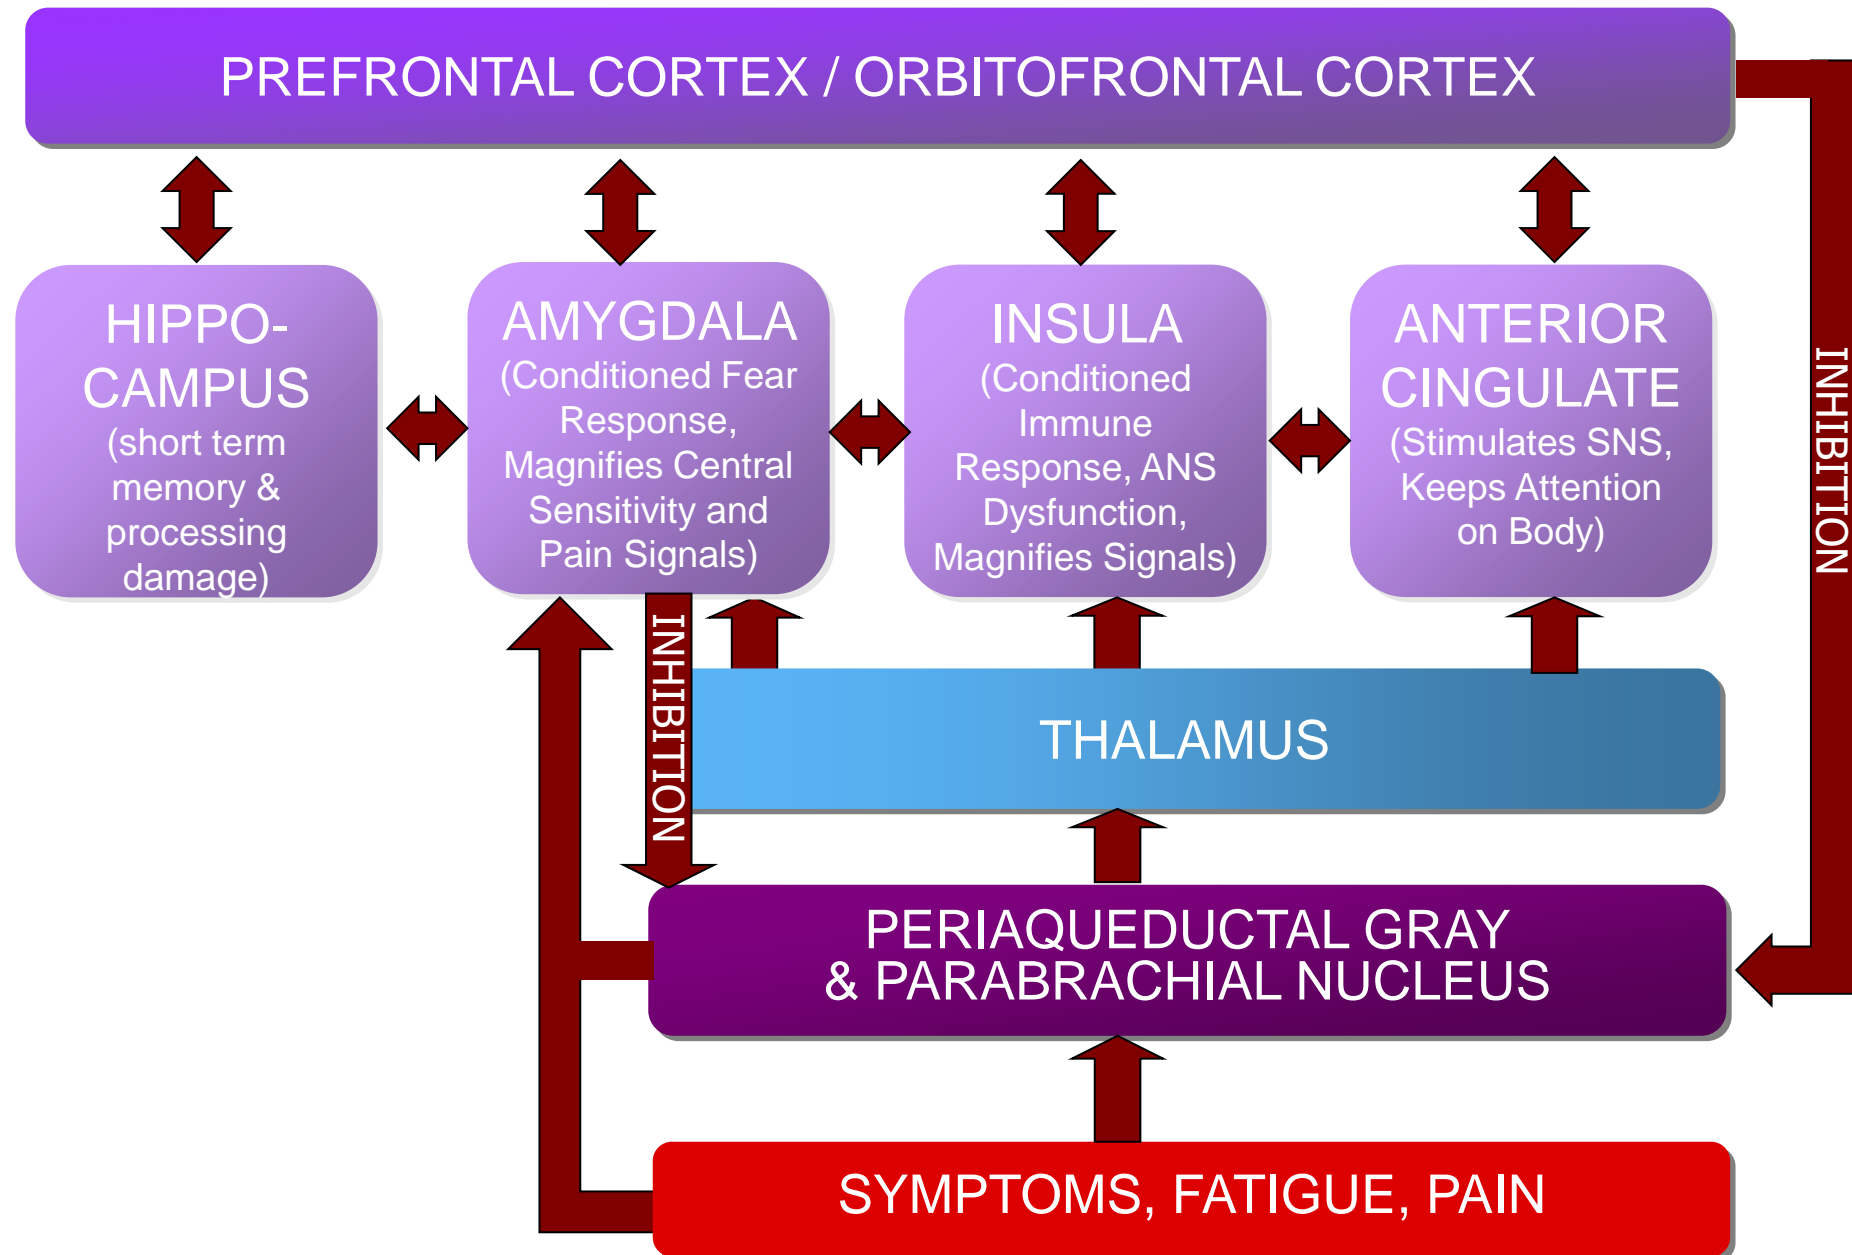 PREFRONTAL CORTEX / ORBITOFRONTAL CORTEX
HIPPO-
CAMPUS
(short term
memory &
processing
damage)
AMYGDALA
(Conditioned Fear
Response,
Magnifies Central
Sensitivity and
Pain Signals)
INSULA
(Conditioned
Immune
Response, ANS
Dysfunction,
Magnifies Signals)
ANTERIOR
CINGULATE
(Stimulates SNS,
Keeps Attention
on Body)
INHIBITION
INHIBITION
THALAMUS
PERIAQUEDUCTAL GRAY
& PARABRACHIAL NUCLEUS
SYMPTOMS, FATIGUE, PAIN